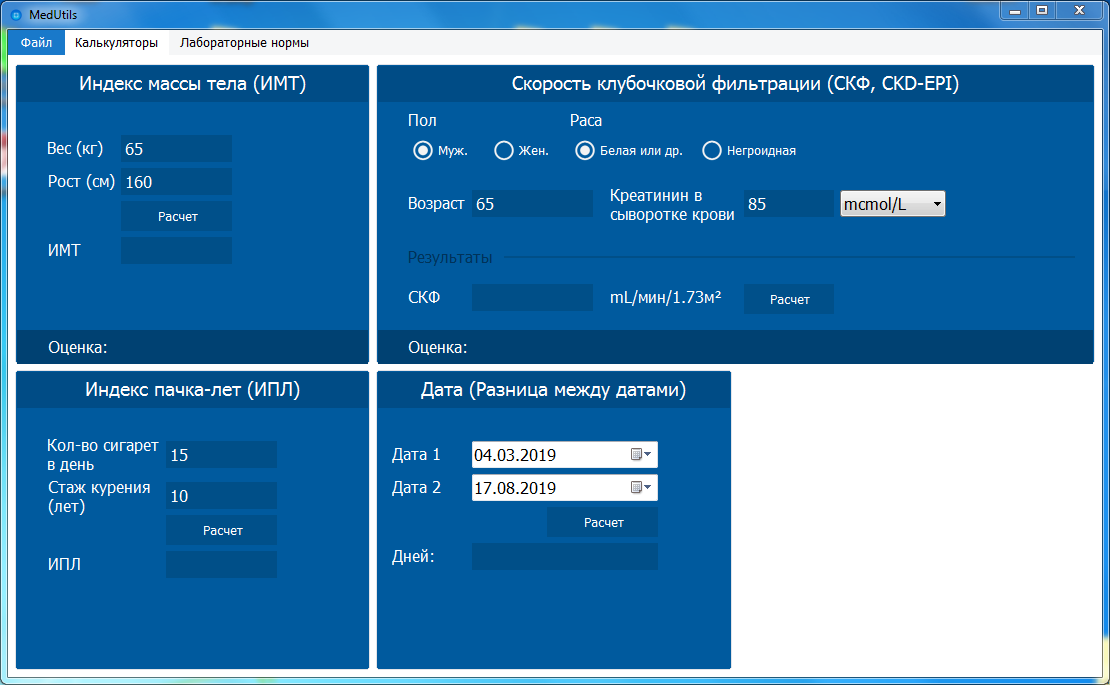 MedUtils
Файл Калькуляторы Лабораторные нормы
Индекс массы тела (ИМТ)
Вес (кг) 65
Рост (см) 160
Расчет
ИМТ
Оценка:
Скорость клубочковой фильтрации (СКФ, CKD-EPI)
Пол Раса
Муж. Жен. Белая или др. Негроидная
Возраст 65
Креатинин в
сыворотке крови 85 mcmol/L
Результаты
СКФ mL/мин/1.73м² Расчет
Оценка:
Индекс пачка-лет (ИПЛ)
Кол-во сигарет
в день 15
Стаж курения
(лет) 10
Расчет
ИПЛ
Дата (Разница между датами)
Дата 1 04.03.2019
Дата 2 17.08.2019
Расчет
Дней: